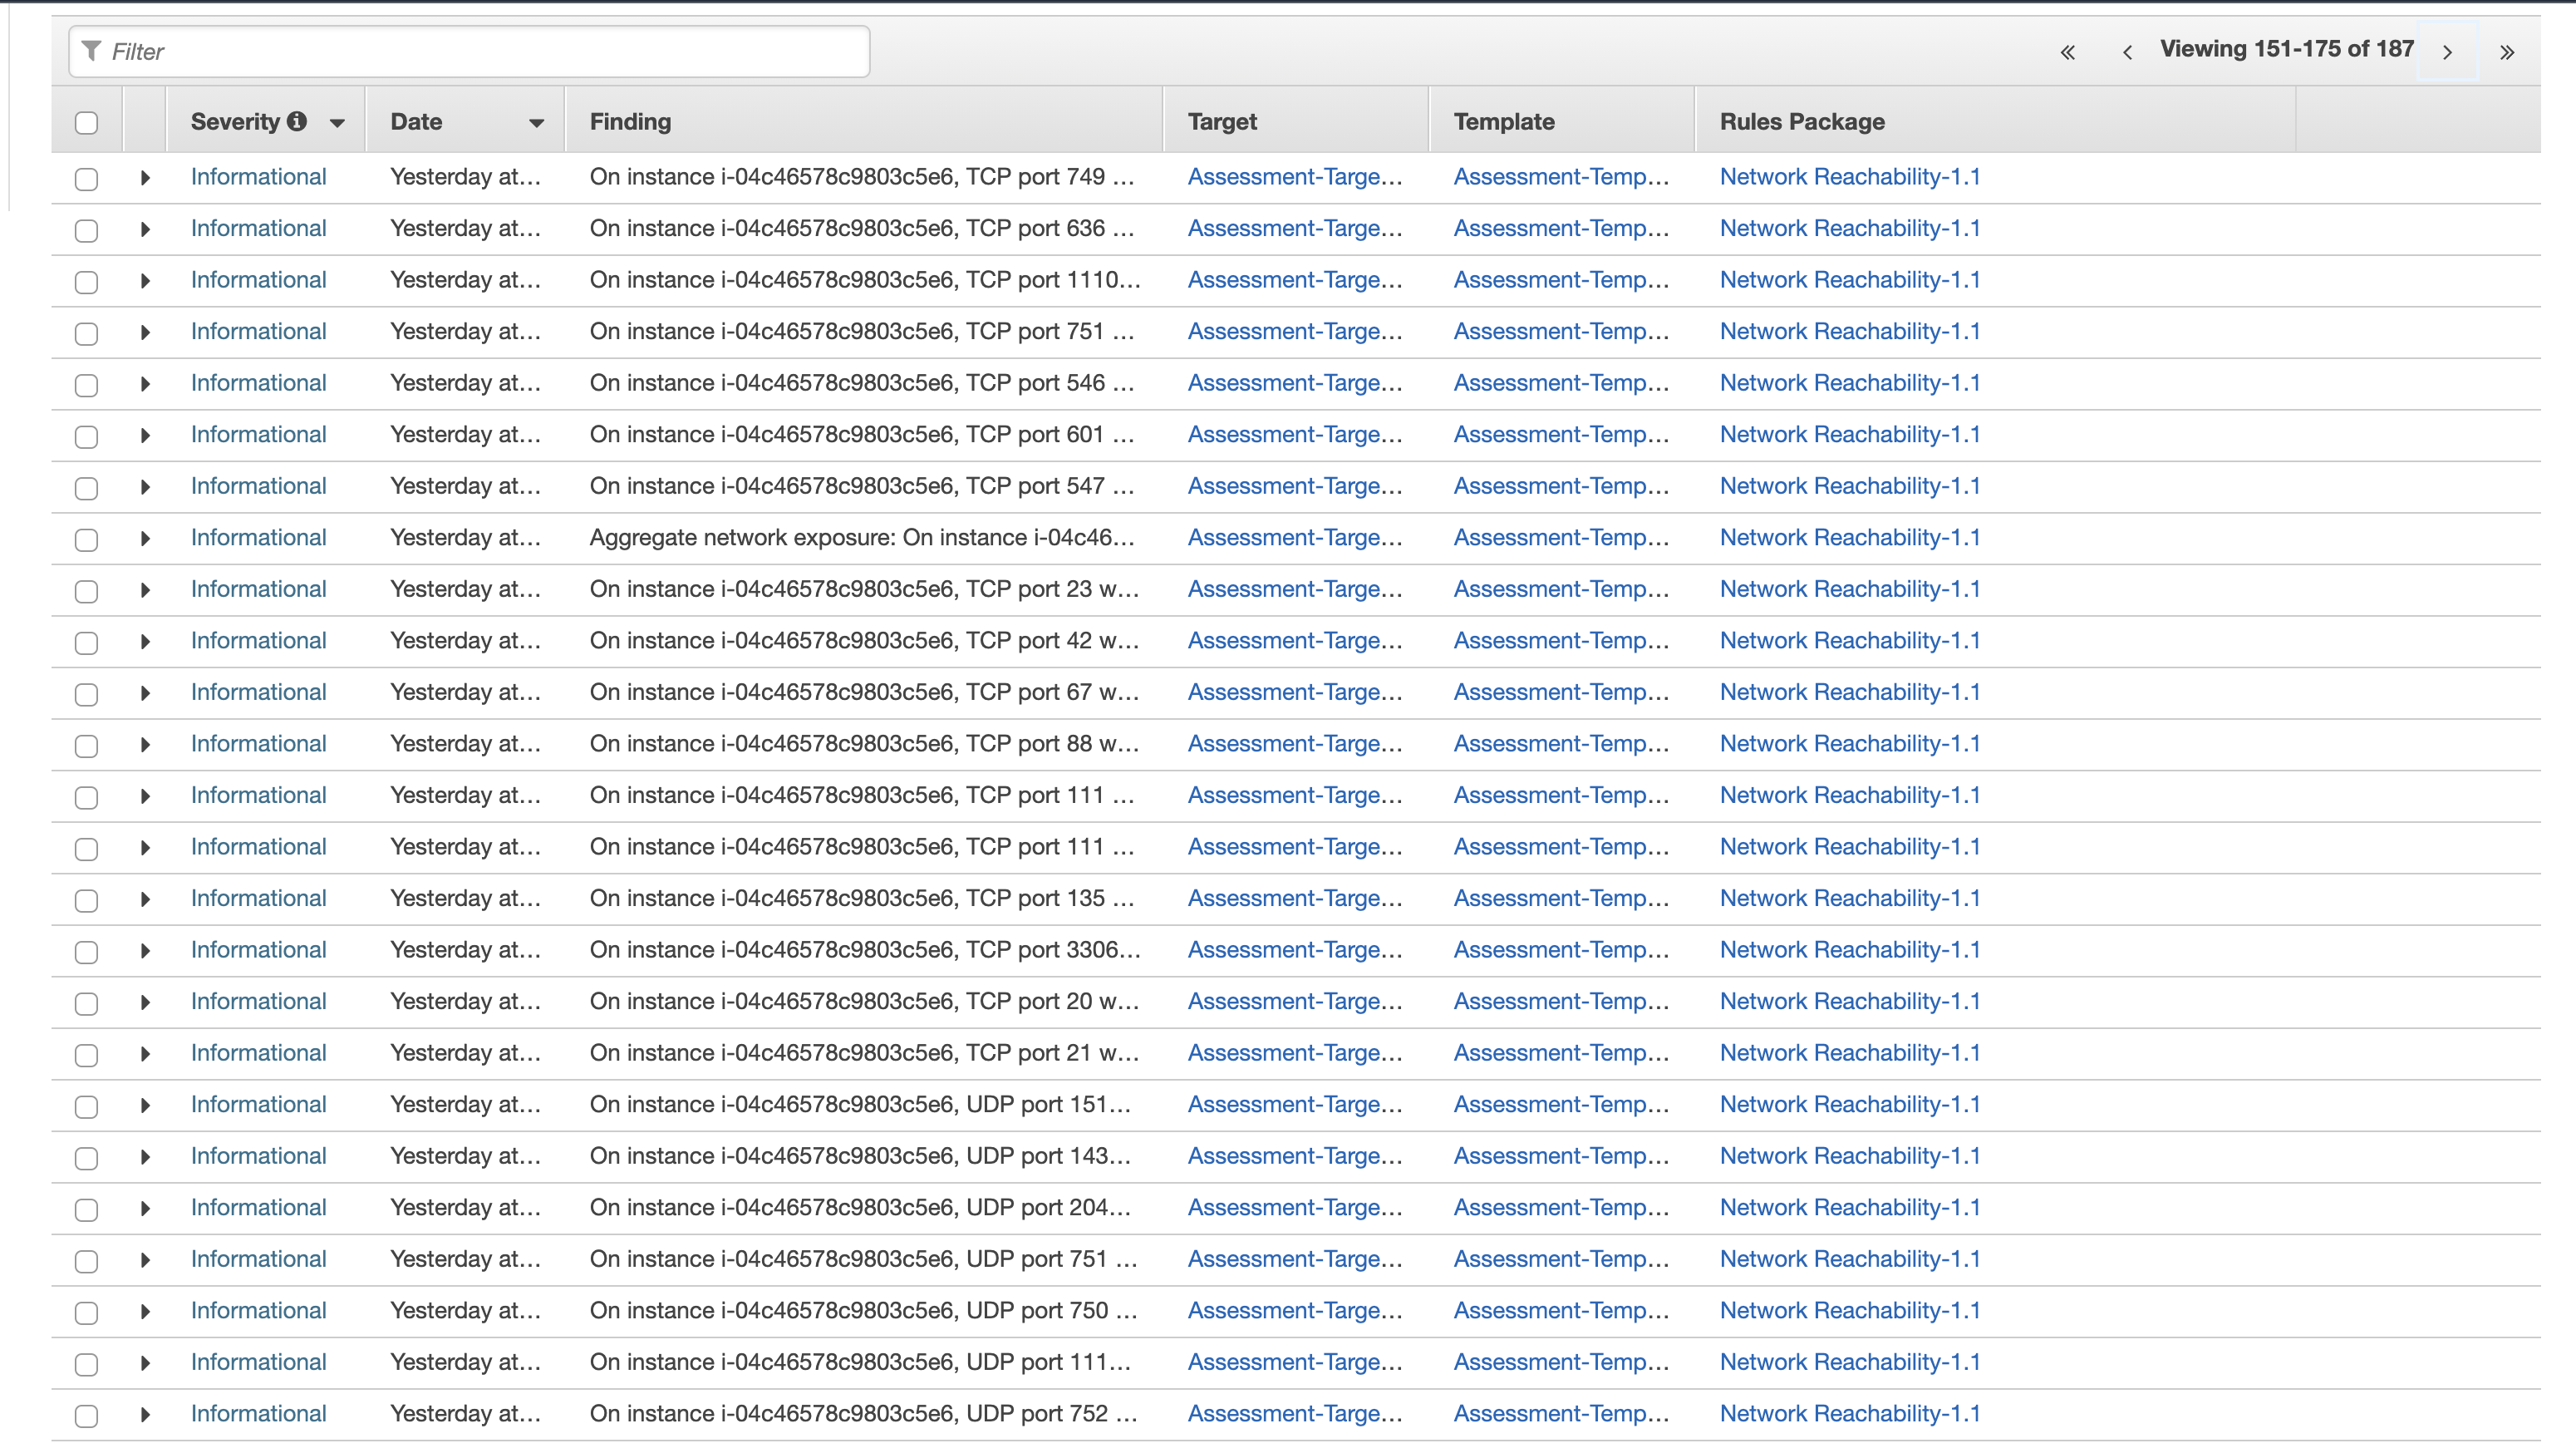 Filter
Viewing 151-175 of 187
Severity Date Finding Target Template Rules Package
Informational Yesterday at... On instance i-04c46578c9803c5e6, TCP port 749 ... Assessment-Targe... Assessment-Temp... Network Reachability-1.1
Informational Yesterday at... On instance i-04c46578c9803c5e6, TCP port 636 ... Assessment-Targe... Assessment-Temp... Network Reachability-1.1
Informational Yesterday at... On instance i-04c46578c9803c5e6, TCP port 1110... Assessment-Targe... Assessment-Temp... Network Reachability-1.1
Informational Yesterday at... On instance i-04c46578c9803c5e6, TCP port 751 ... Assessment-Targe... Assessment-Temp... Network Reachability-1.1
Informational Yesterday at... On instance i-04c46578c9803c5e6, TCP port 546 ... Assessment-Targe... Assessment-Temp... Network Reachability-1.1
Informational Yesterday at... On instance i-04c46578c9803c5e6, TCP port 601 ... Assessment-Targe... Assessment-Temp... Network Reachability-1.1
Informational Yesterday at... On instance i-04c46578c9803c5e6, TCP port 547 ... Assessment-Targe... Assessment-Temp... Network Reachability-1.1
Informational Yesterday at... Aggregate network exposure: On instance i-04c46... Assessment-Targe... Assessment-Temp... Network Reachability-1.1
Informational Yesterday at... On instance i-04c46578c9803c5e6, TCP port 23 w... Assessment-Targe... Assessment-Temp... Network Reachability-1.1
Informational Yesterday at... On instance i-04c46578c9803c5e6, TCP port 42 w... Assessment-Targe... Assessment-Temp... Network Reachability-1.1
Informational Yesterday at... On instance i-04c46578c9803c5e6, TCP port 67 w... Assessment-Targe... Assessment-Temp... Network Reachability-1.1
Informational Yesterday at... On instance i-04c46578c9803c5e6, TCP port 88 w... Assessment-Targe... Assessment-Temp... Network Reachability-1.1
Informational Yesterday at... On instance i-04c46578c9803c5e6, TCP port 111 ... Assessment-Targe... Assessment-Temp... Network Reachability-1.1
Informational Yesterday at... On instance i-04c46578c9803c5e6, TCP port 111 ... Assessment-Targe... Assessment-Temp... Network Reachability-1.1
Informational Yesterday at... On instance i-04c46578c9803c5e6, TCP port 135 ... Assessment-Targe... Assessment-Temp... Network Reachability-1.1
Informational Yesterday at... On instance i-04c46578c9803c5e6, TCP port 3306... Assessment-Targe... Assessment-Temp... Network Reachability-1.1
Informational Yesterday at... On instance i-04c46578c9803c5e6, TCP port 20 w... Assessment-Targe... Assessment-Temp... Network Reachability-1.1
Informational Yesterday at... On instance i-04c46578c9803c5e6, TCP port 21 w... Assessment-Targe... Assessment-Temp... Network Reachability-1.1
Informational Yesterday at... On instance i-04c46578c9803c5e6, UDP port 151... Assessment-Targe... Assessment-Temp... Network Reachability-1.1
Informational Yesterday at... On instance i-04c46578c9803c5e6, UDP port 143... Assessment-Targe... Assessment-Temp... Network Reachability-1.1
Informational Yesterday at... On instance i-04c46578c9803c5e6, UDP port 204... Assessment-Targe... Assessment-Temp... Network Reachability-1.1
Informational Yesterday at... On instance i-04c46578c9803c5e6, UDP port 751 ... Assessment-Targe... Assessment-Temp... Network Reachability-1.1
Informational Yesterday at... On instance i-04c46578c9803c5e6, UDP port 750 ... Assessment-Targe... Assessment-Temp... Network Reachability-1.1
Informational Yesterday at... On instance i-04c46578c9803c5e6, UDP port 111... Assessment-Targe... Assessment-Temp... Network Reachability-1.1
Informational Yesterday at... On instance i-04c46578c9803c5e6, UDP port 752 ... Assessment-Targe... Assessment-Temp... Network Reachability-1.1